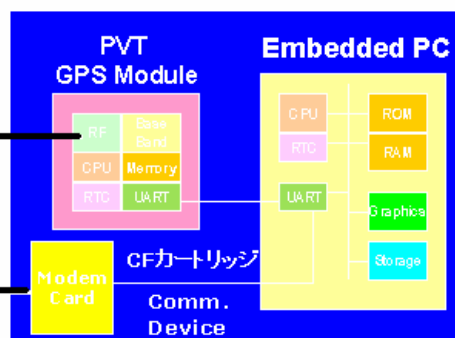 PVT
GPS Module
Embedded PC
RF
Base
Band
CPU
Memory
RTC
UART
CPU
ROM
RTC
RAM
UART
Graphical
Storage
Modem
Card
CFカートリッジ
Comm.
Device